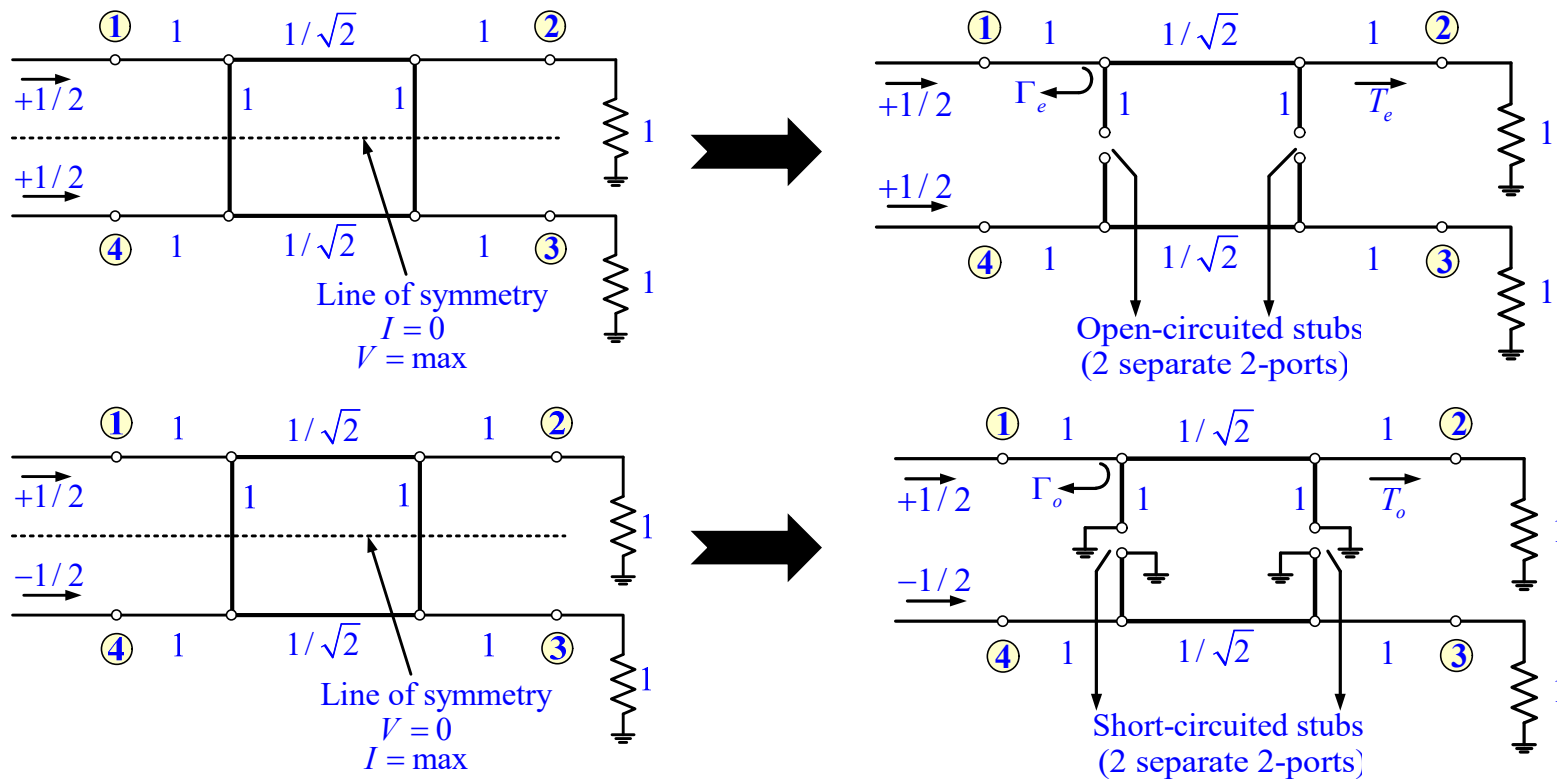 ① 1 1/√2 1 ②
+1/2
1 1
1
+1/2
④ 1 1/√2 1 ③
1
Line of symmetry
I = 0
V = max
① 1 1/√2 1 ②
+1/2
Γe
1 1
Te
1
+1/2
④ 1 1/√2 1 ③
1
Open-circuited stubs
(2 separate 2-ports)
① 1 1/√2 1 ②
+1/2
1 1
1
−1/2
④ 1 1/√2 1 ③
1
Line of symmetry
V = 0
I = max
① 1 1/√2 1 ②
+1/2
Γo
1 1
To
−1/2
④ 1 1/√2 1 ③
Short-circuited stubs
(2 separate 2-ports)